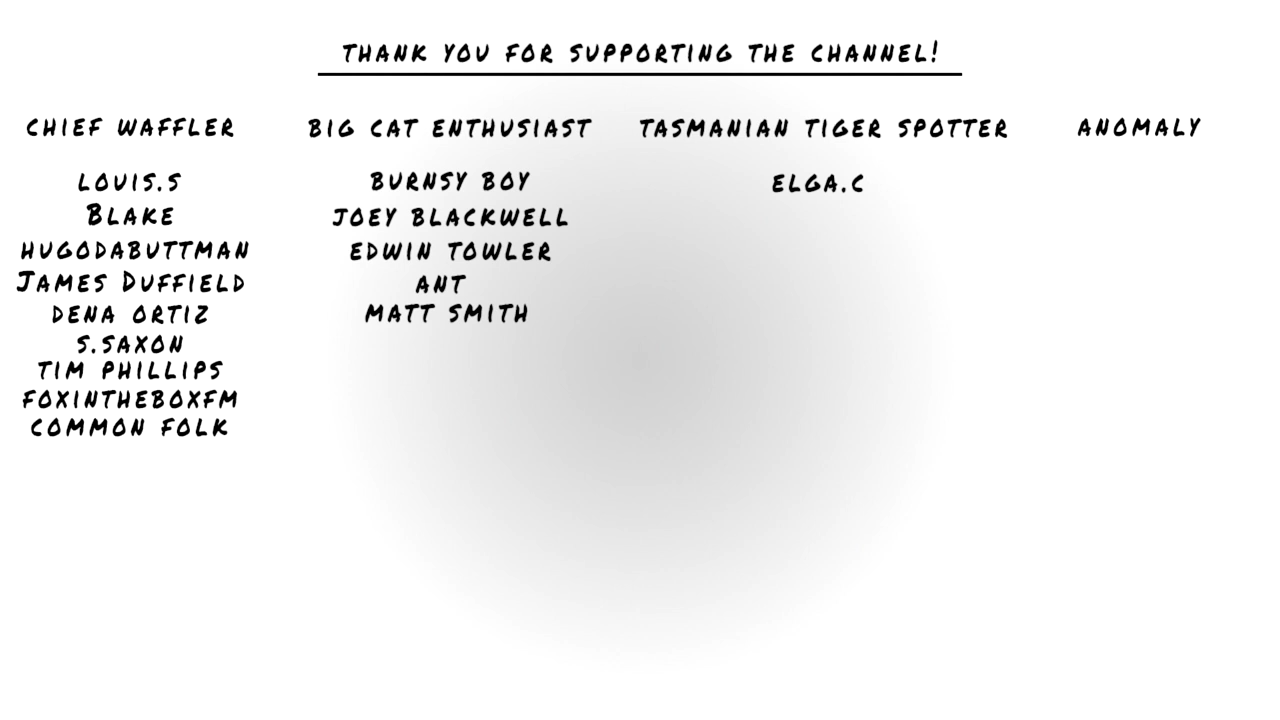 THANK YOU FOR SUPPORTING THE CHANNEL!
CHIEF WAFFLER
LOUIS.S
BLAKE
HUGODABUTTMAN
JAMES DUFFIELD
DENA ORTIZ
S.SAXON
TIM PHILLIPS
FOXINTHEBOXFM
COMMON FOLK
BIG CAT ENTHUSIAST
BURNSY BOY
JOEY BLACKWELL
EDWIN TOWLER
ANT
MATT SMITH
TASMANIAN TIGER SPOTTER
ELGA.C
ANOMALY